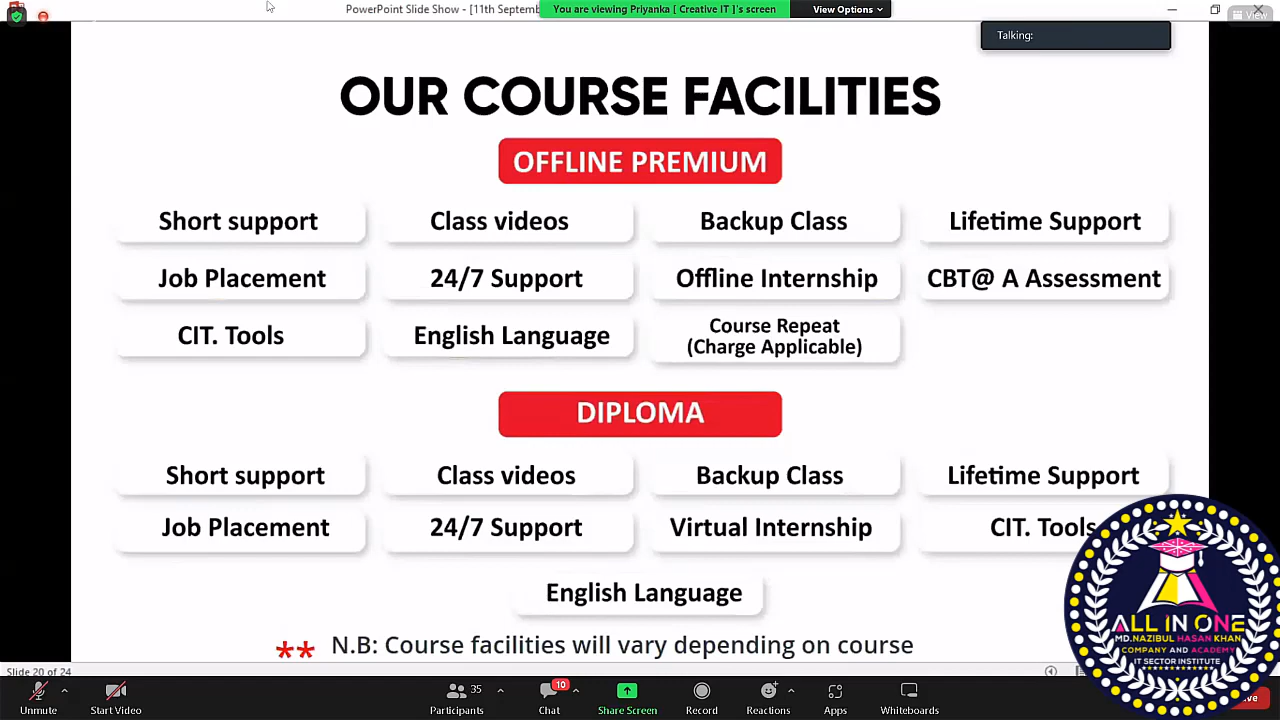 PowerPoint Slide Show - [11th Septemb
You are viewing Priyanka [ Creative IT ]'s screen
View Options
View
Talking:
OUR COURSE FACILITIES
OFFLINE PREMIUM
Short support
Class videos
Backup Class
Lifetime Support
Job Placement
24/7 Support
Offline Internship
CBT@ A Assessment
CIT. Tools
English Language
Course Repeat
(Charge Applicable)
DIPLOMA
Short support
Class videos
Backup Class
Lifetime Support
Job Placement
24/7 Support
Virtual Internship
CIT. Tools
English Language
** N.B: Course facilities will vary depending on course
Slide 20 of 24
ALL IN ONE
MD.NAZIBUL HASAN KHAN
COMPANY AND ACADEMY
IT SECTOR INSTITUTE
Unmute
Start Video
35
Participants
10
Chat
Share Screen
Record
Reactions
Apps
Whiteboards